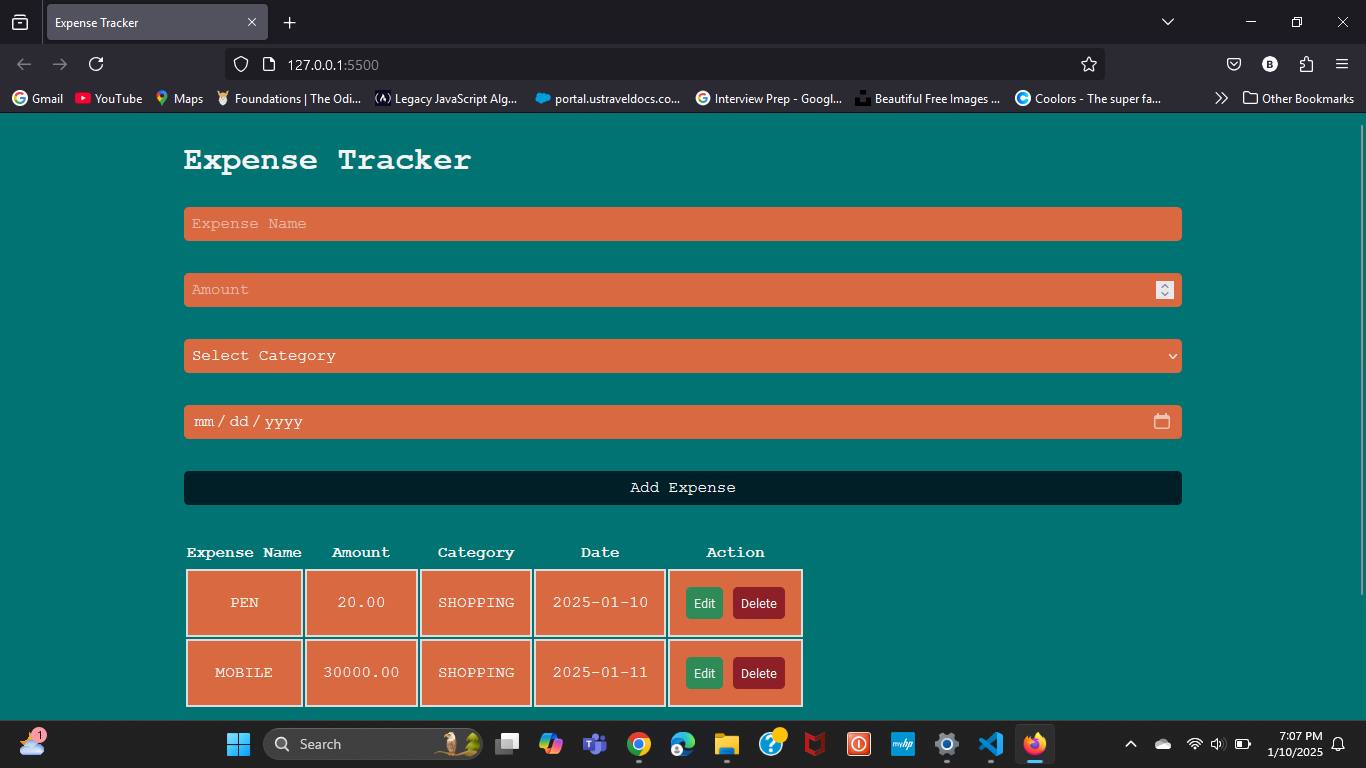 Expense Tracker
127.0.0.1:5500
B
Gmail YouTube Maps Foundations | The Odi... Legacy JavaScript Alg... portal.ustraveldocs.co... Interview Prep - Googl... Beautiful Free Images ... Coolors - The super fa... Other Bookmarks
Expense Tracker
Expense Name
Amount
Select Category
mm/dd/yyyy
Add Expense
Expense Name Amount Category Date Action
PEN 20.00 SHOPPING 2025-01-10 Edit Delete
MOBILE 30000.00 SHOPPING 2025-01-11 Edit Delete
1 Search myhp 7:07 PM
1/10/2025